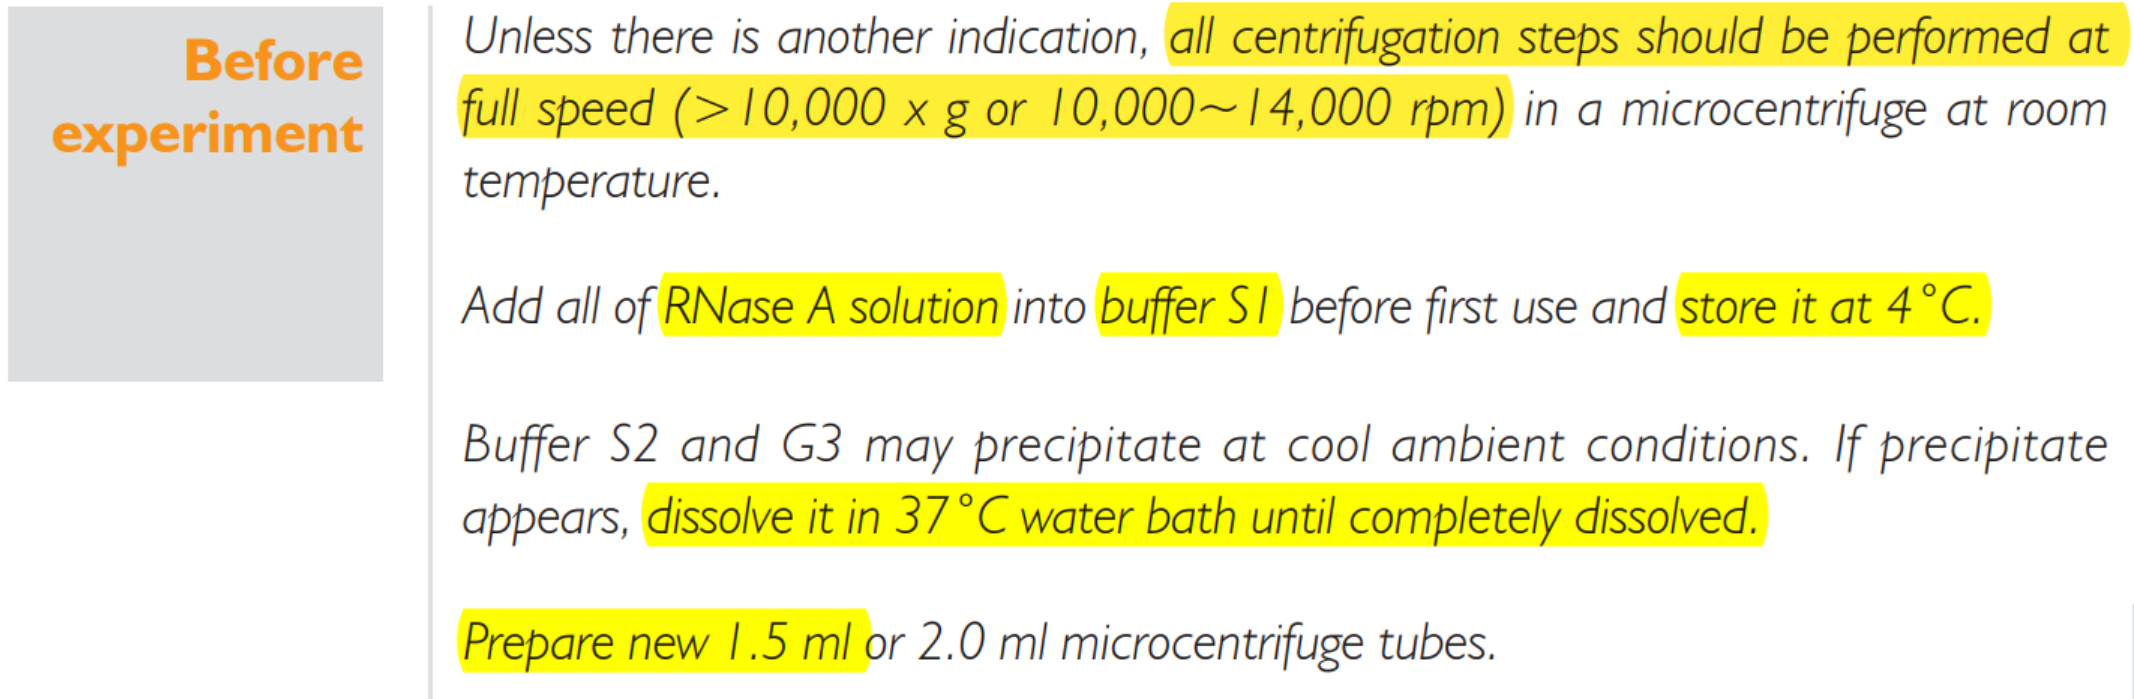 Before
experiment
Unless there is another indication, all centrifugation steps should be performed at
full speed (>10,000 x g or 10,000~14,000 rpm) in a microcentrifuge at room
temperature.
Add all of RNase A solution into buffer S1 before first use and store it at 4°C.
Buffer S2 and G3 may precipitate at cool ambient conditions. If precipitate
appears, dissolve it in 37°C water bath until completely dissolved.
Prepare new 1.5 ml or 2.0 ml microcentrifuge tubes.